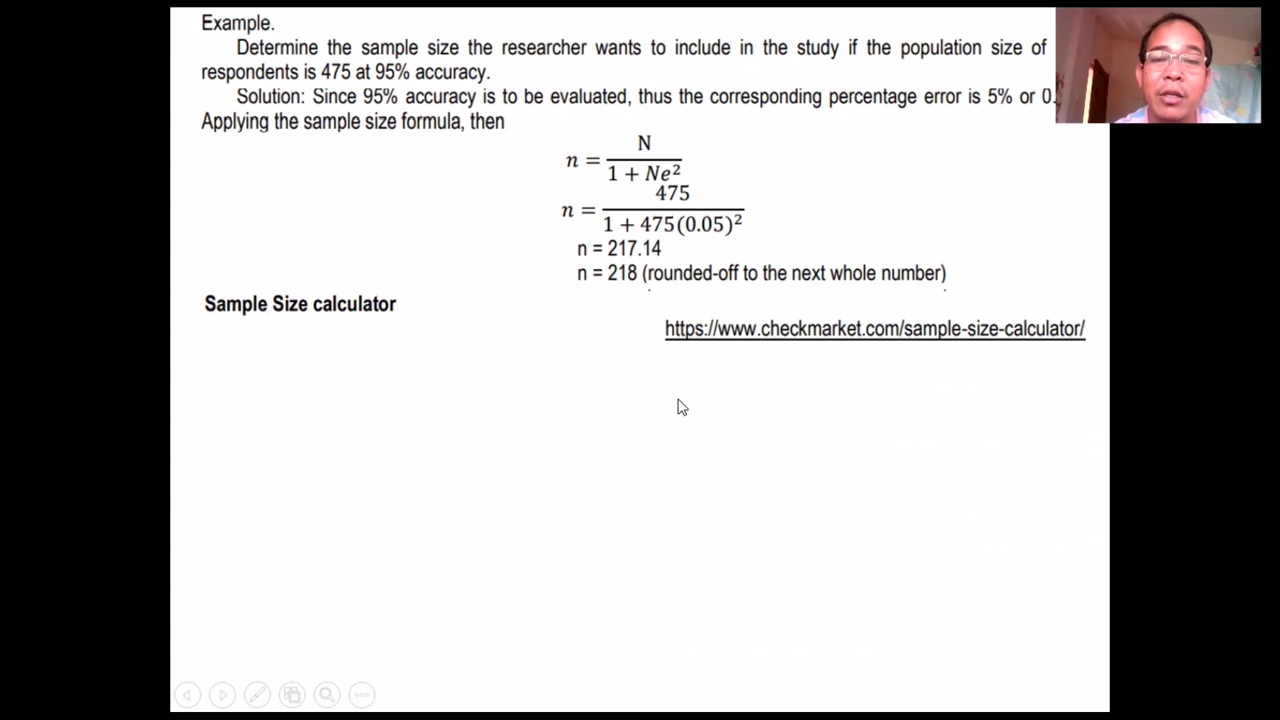 Example.
Determine the sample size the researcher wants to include in the study if the population size of
respondents is 475 at 95% accuracy.
Solution: Since 95% accuracy is to be evaluated, thus the corresponding percentage error is 5% or 0.
Applying the sample size formula, then
n = N / 1 + Ne²
n = 475 / 1 + 475(0.05)²
n = 217.14
n = 218 (rounded-off to the next whole number)
Sample Size calculator
https://www.checkmarket.com/sample-size-calculator/